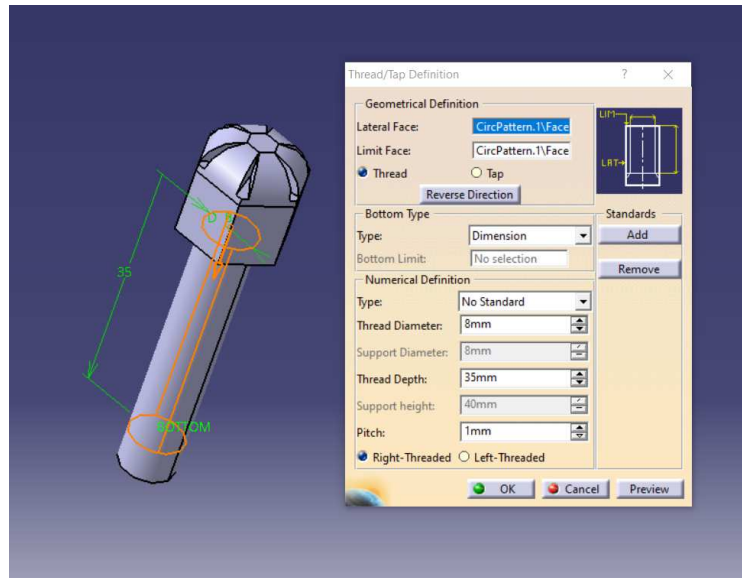 Thread/Tap Definition ? ×
Geometrical Definition
Lateral Face: CircPattern.1\Face
Limit Face: CircPattern.1\Face
Thread Tap
Reverse Direction
LIM
LAT
Bottom Type
Type: Dimension
Bottom Limit: No selection
Standards
Add
Remove
Numerical Definition
Type: No Standard
Thread Diameter: 8mm
Support Diameter: 8mm
Thread Depth: 35mm
Support height: 40mm
Pitch: 1mm
Right-Threaded Left-Threaded
OK Cancel Preview
35
BOTTOM